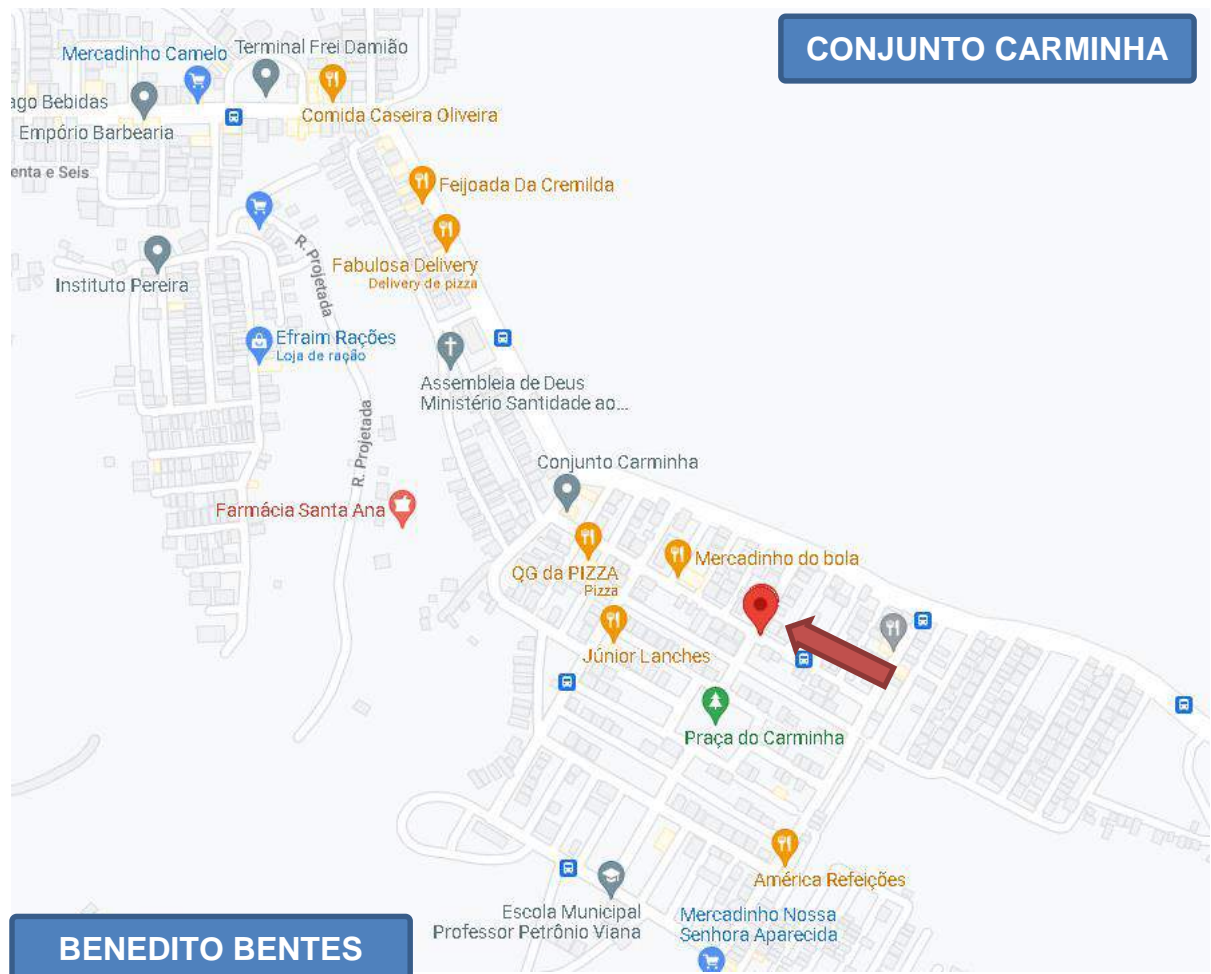 CONJUNTO CARMINHA
Terminal Frei Damião
Mercadinho Camelo
ago Bebidas
Comida Caseira Oliveira
Empório Barbearia
enta e Seis
Feijoada Da Cremilda
R. Projetada
Fabulosa Delivery
Delivery de pizza
Instituto Pereira
Efraim Rações
Loja de ração
Assembleia de Deus
Ministério Santidade ao...
R. Projetada
Conjunto Carminha
Farmácia Santa Ana
Mercadinho do bola
QG da PIZZA
Pizza
Júnior Lanches
Praça do Carminha
América Refeições
Escola Municipal
Professor Petrônio Viana
Mercadinho Nossa
Senhora Aparecida
BENEDITO BENTES